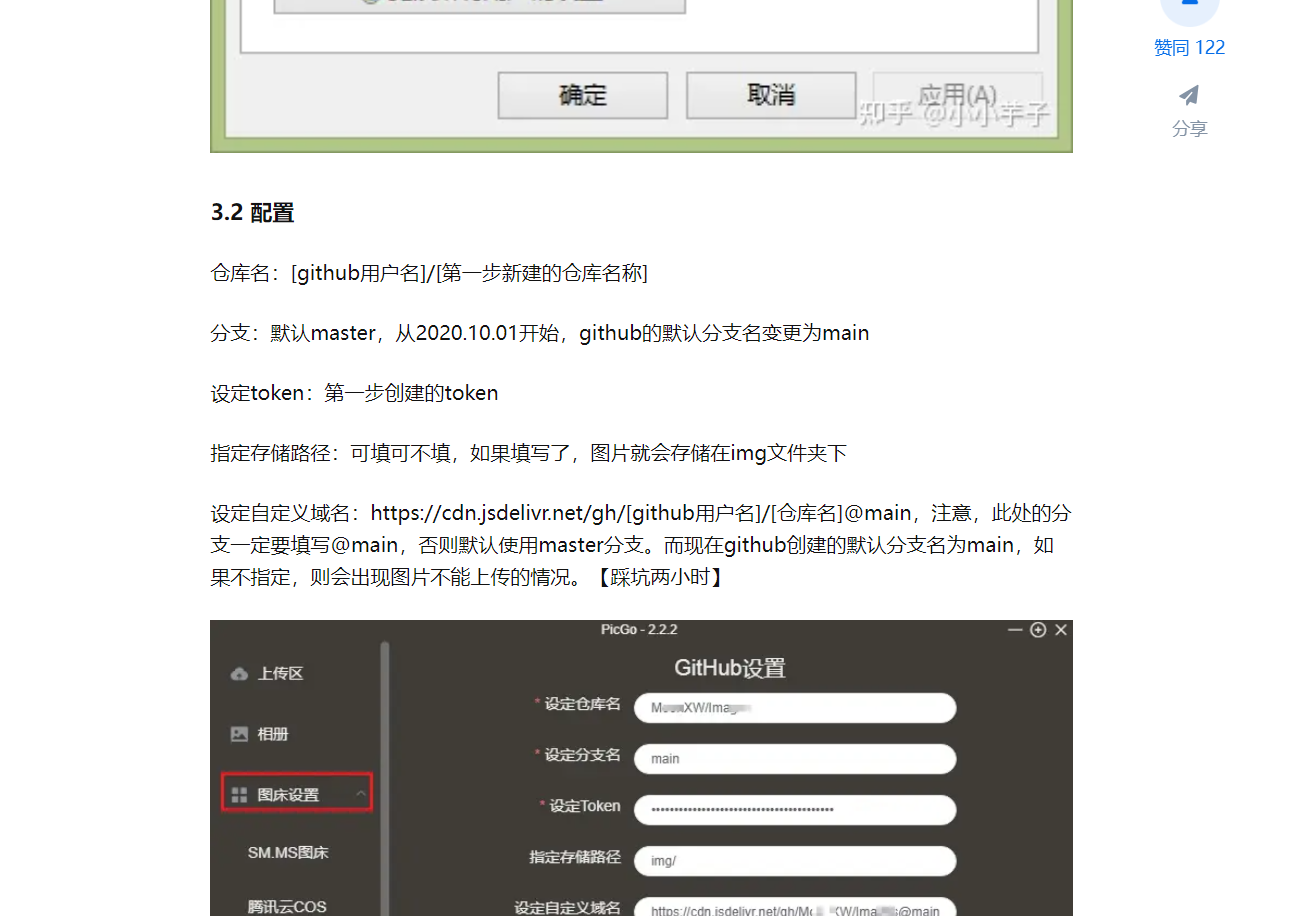 确定
取消
应用(A)
知乎 @小小芋子
赞同 122
分享
3.2 配置
仓库名：[github用户名]/[第一步新建的仓库名称]
分支：默认master，从2020.10.01开始，github的默认分支名变更为main
设定token：第一步创建的token
指定存储路径：可填可不填，如果填写了，图片就会存储在img文件夹下
设定自定义域名：https://cdn.jsdelivr.net/gh/[github用户名]/[仓库名]@main，注意，此处的分
支一定要填写@main，否则默认使用master分支。而现在github创建的默认分支名为main，如
果不指定，则会出现图片不能上传的情况。【踩坑两小时】
PicGo - 2.2.2
上传区
相册
图床设置
SM.MS图床
腾讯云COS
GitHub设置
* 设定仓库名
* 设定分支名
main
* 设定Token
指定存储路径
img/
设定自定义域名
https://cdn.jsdelivr.net/gh/
@main